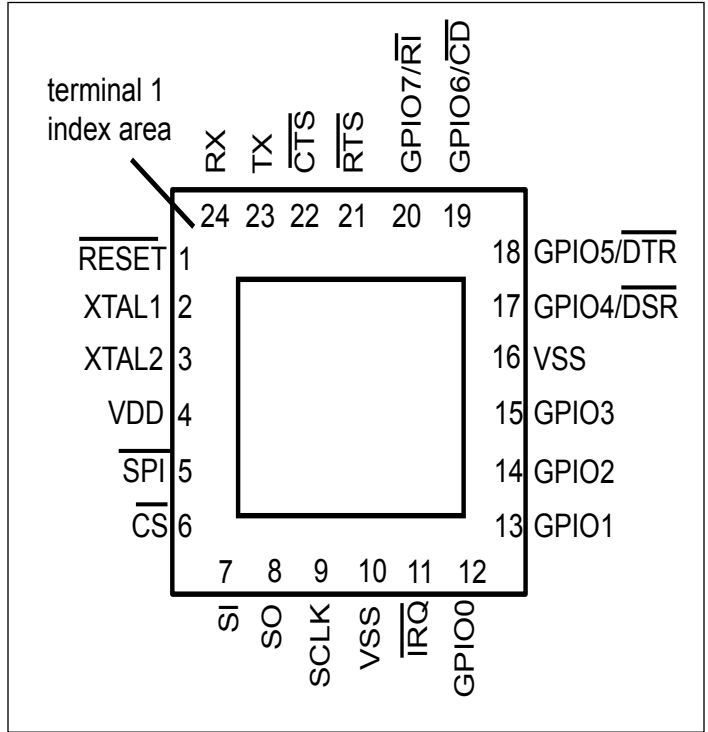 terminal 1
index area
RX
TX
CTS
RTS
GPIO7/RI
GPIO6/CD
24 23 22 21 20 19
RESET 1
XTAL1 2
XTAL2 3
VDD 4
SPI 5
CS 6
18 GPIO5/DTR
17 GPIO4/DSR
16 VSS
15 GPIO3
14 GPIO2
13 GPIO1
7 8 9 10 11 12
SI
SO
SCLK
VSS
IRQ
GPIO0